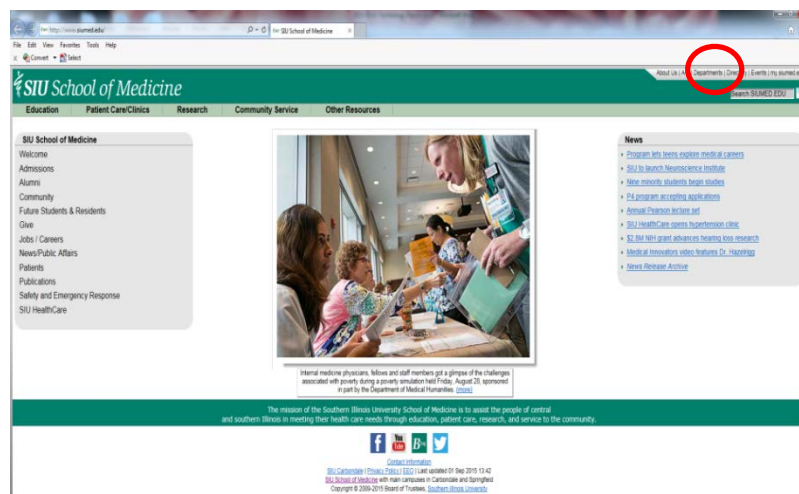 http://www.siumed.edu/
SIU School of Medicine
File Edit View Favorites Tools Help
x Convert Select
About Us | Departments | Directory | Events | my siumed.e
SIU School of Medicine
Search SIUMED.EDU
Education Patient Care/Clinics Research Community Service Other Resources
SIU School of Medicine
Welcome
Admissions
Alumni
Community
Future Students & Residents
Give
Jobs / Careers
News/Public Affairs
Patients
Publications
Safety and Emergency Response
SIU HealthCare
News
Program lets teens explore medical careers
SIU to launch Neuroscience Institute
Nine minority students begin studies
P4 program accepting applications
Annual Pearson lecture set
SIU HealthCare opens hypertension clinic
$2.8M NIH grant advances hearing loss research
Medical Innovators video features Dr. Hazelrigg
News Release Archive
Internal medicine physicians, fellows and staff members got a glimpse of the challenges
associated with poverty during a poverty simulation held Friday, August 28, sponsored
in part by the Department of Medical Humanities. (more)
The mission of the Southern Illinois University School of Medicine is to assist the people of central
and southern Illinois in meeting their health care needs through education, patient care, research, and service to the community.
f You Tube
Contact Information
SIU Carbondale | Privacy Policy | EEO | Last updated 01 Sep 2015 13:42
SIU School of Medicine with main campuses in Carbondale and Springfield
Copyright © 2009-2015 Board of Trustees, Southern Illinois University